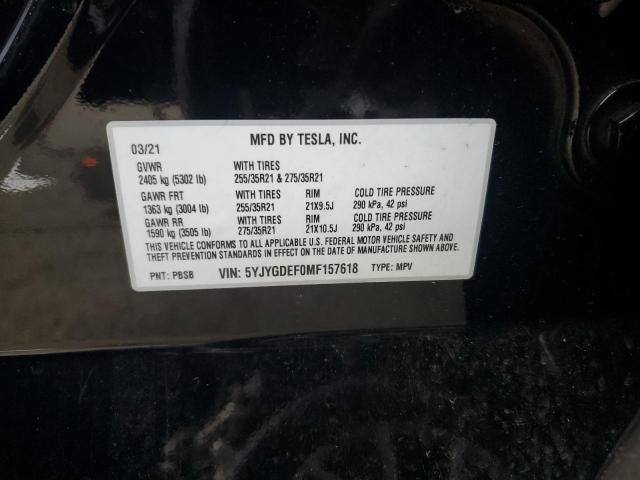 03/21 MFD BY TESLA, INC.
GVWR WITH TIRES
2405 kg (5302 lb) 255/35R21 & 275/35R21
GAWR FRT WITH TIRES RIM COLD TIRE PRESSURE
1363 kg (3004 lb) 255/35R21 21X9.5J 290 kPa, 42 psi
GAWR RR WITH TIRES RIM COLD TIRE PRESSURE
1590 kg (3505 lb) 275/35R21 21X10.5J 290 kPa, 42 psi
THIS VEHICLE CONFORMS TO ALL APPLICABLE U.S. FEDERAL MOTOR VEHICLE SAFETY AND
THEFT PREVENTION STANDARDS IN EFFECT ON THE DATE OF MANUFACTURE SHOWN ABOVE.
PNT: PBSB VIN: 5YJYGDEF0MF157618 TYPE: MPV